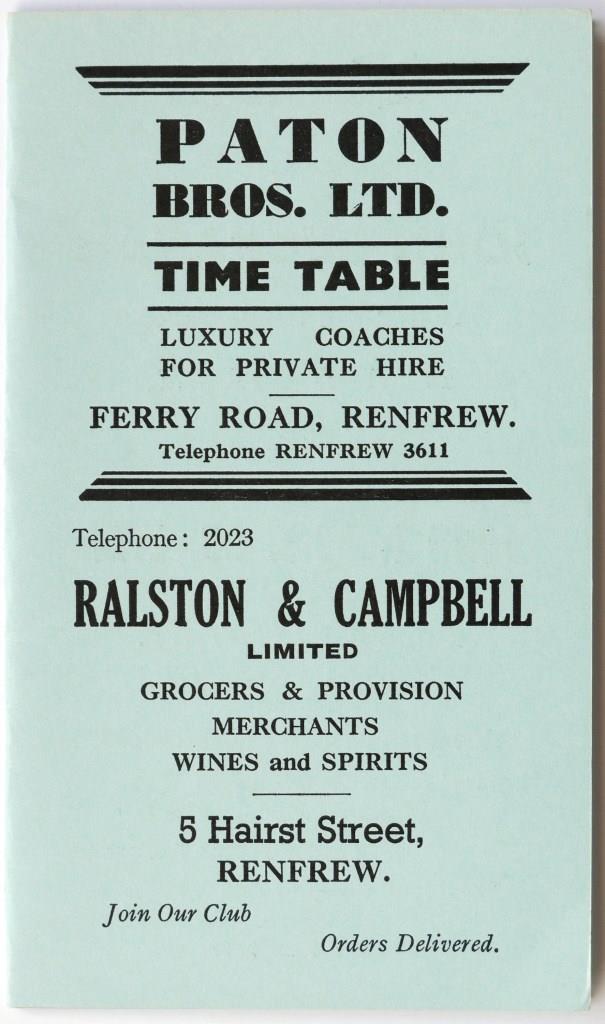 PATON
BROS. LTD.
TIME TABLE
LUXURY COACHES
FOR PRIVATE HIRE
FERRY ROAD, RENFREW.
Telephone RENFREW 3611
Telephone: 2023
RALSTON & CAMPBELL
LIMITED
GROCERS & PROVISION
MERCHANTS
WINES and SPIRITS
5 Hairst Street,
RENFREW.
Join Our Club
Orders Delivered.